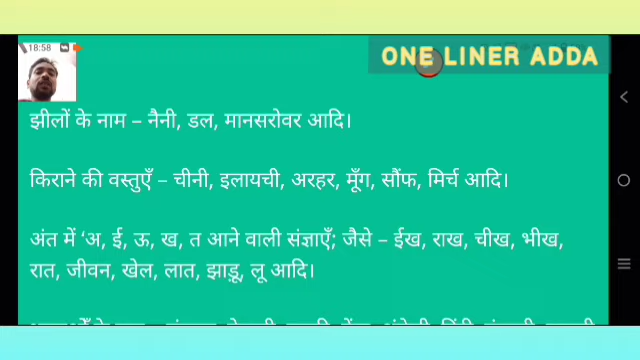 18:58
ONE LINER ADDA
झीलों के नाम – नैनी, डल, मानसरोवर आदि।
किराने की वस्तुएँ – चीनी, इलायची, अरहर, मूँग, सौंफ, मिर्च आदि।
अंत में ‘अ, ई, ऊ, ख, त आने वाली संज्ञाएँ; जैसे – ईख, राख, चीख, भीख,
रात, जीवन, खेल, लात, झाड़ू, लू आदि।